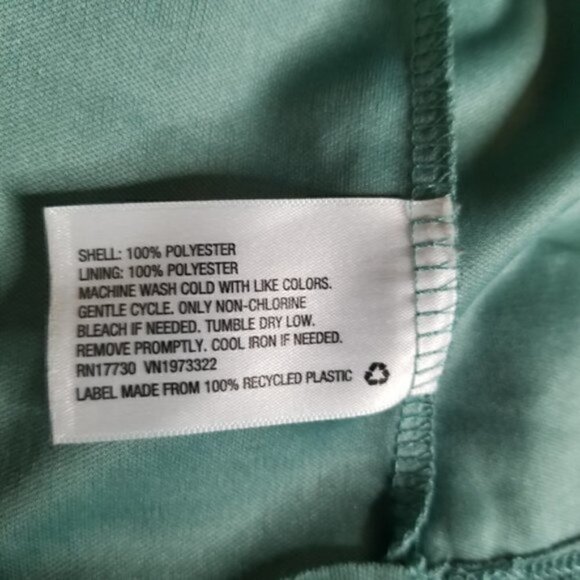 SHELL: 100% POLYESTER
LINING: 100% POLYESTER
MACHINE WASH COLD WITH LIKE COLORS.
GENTLE CYCLE. ONLY NON-CHLORINE
BLEACH IF NEEDED. TUMBLE DRY LOW.
REMOVE PROMPTLY. COOL IRON IF NEEDED.
RN17730 VN1973322
LABEL MADE FROM 100% RECYCLED PLASTIC